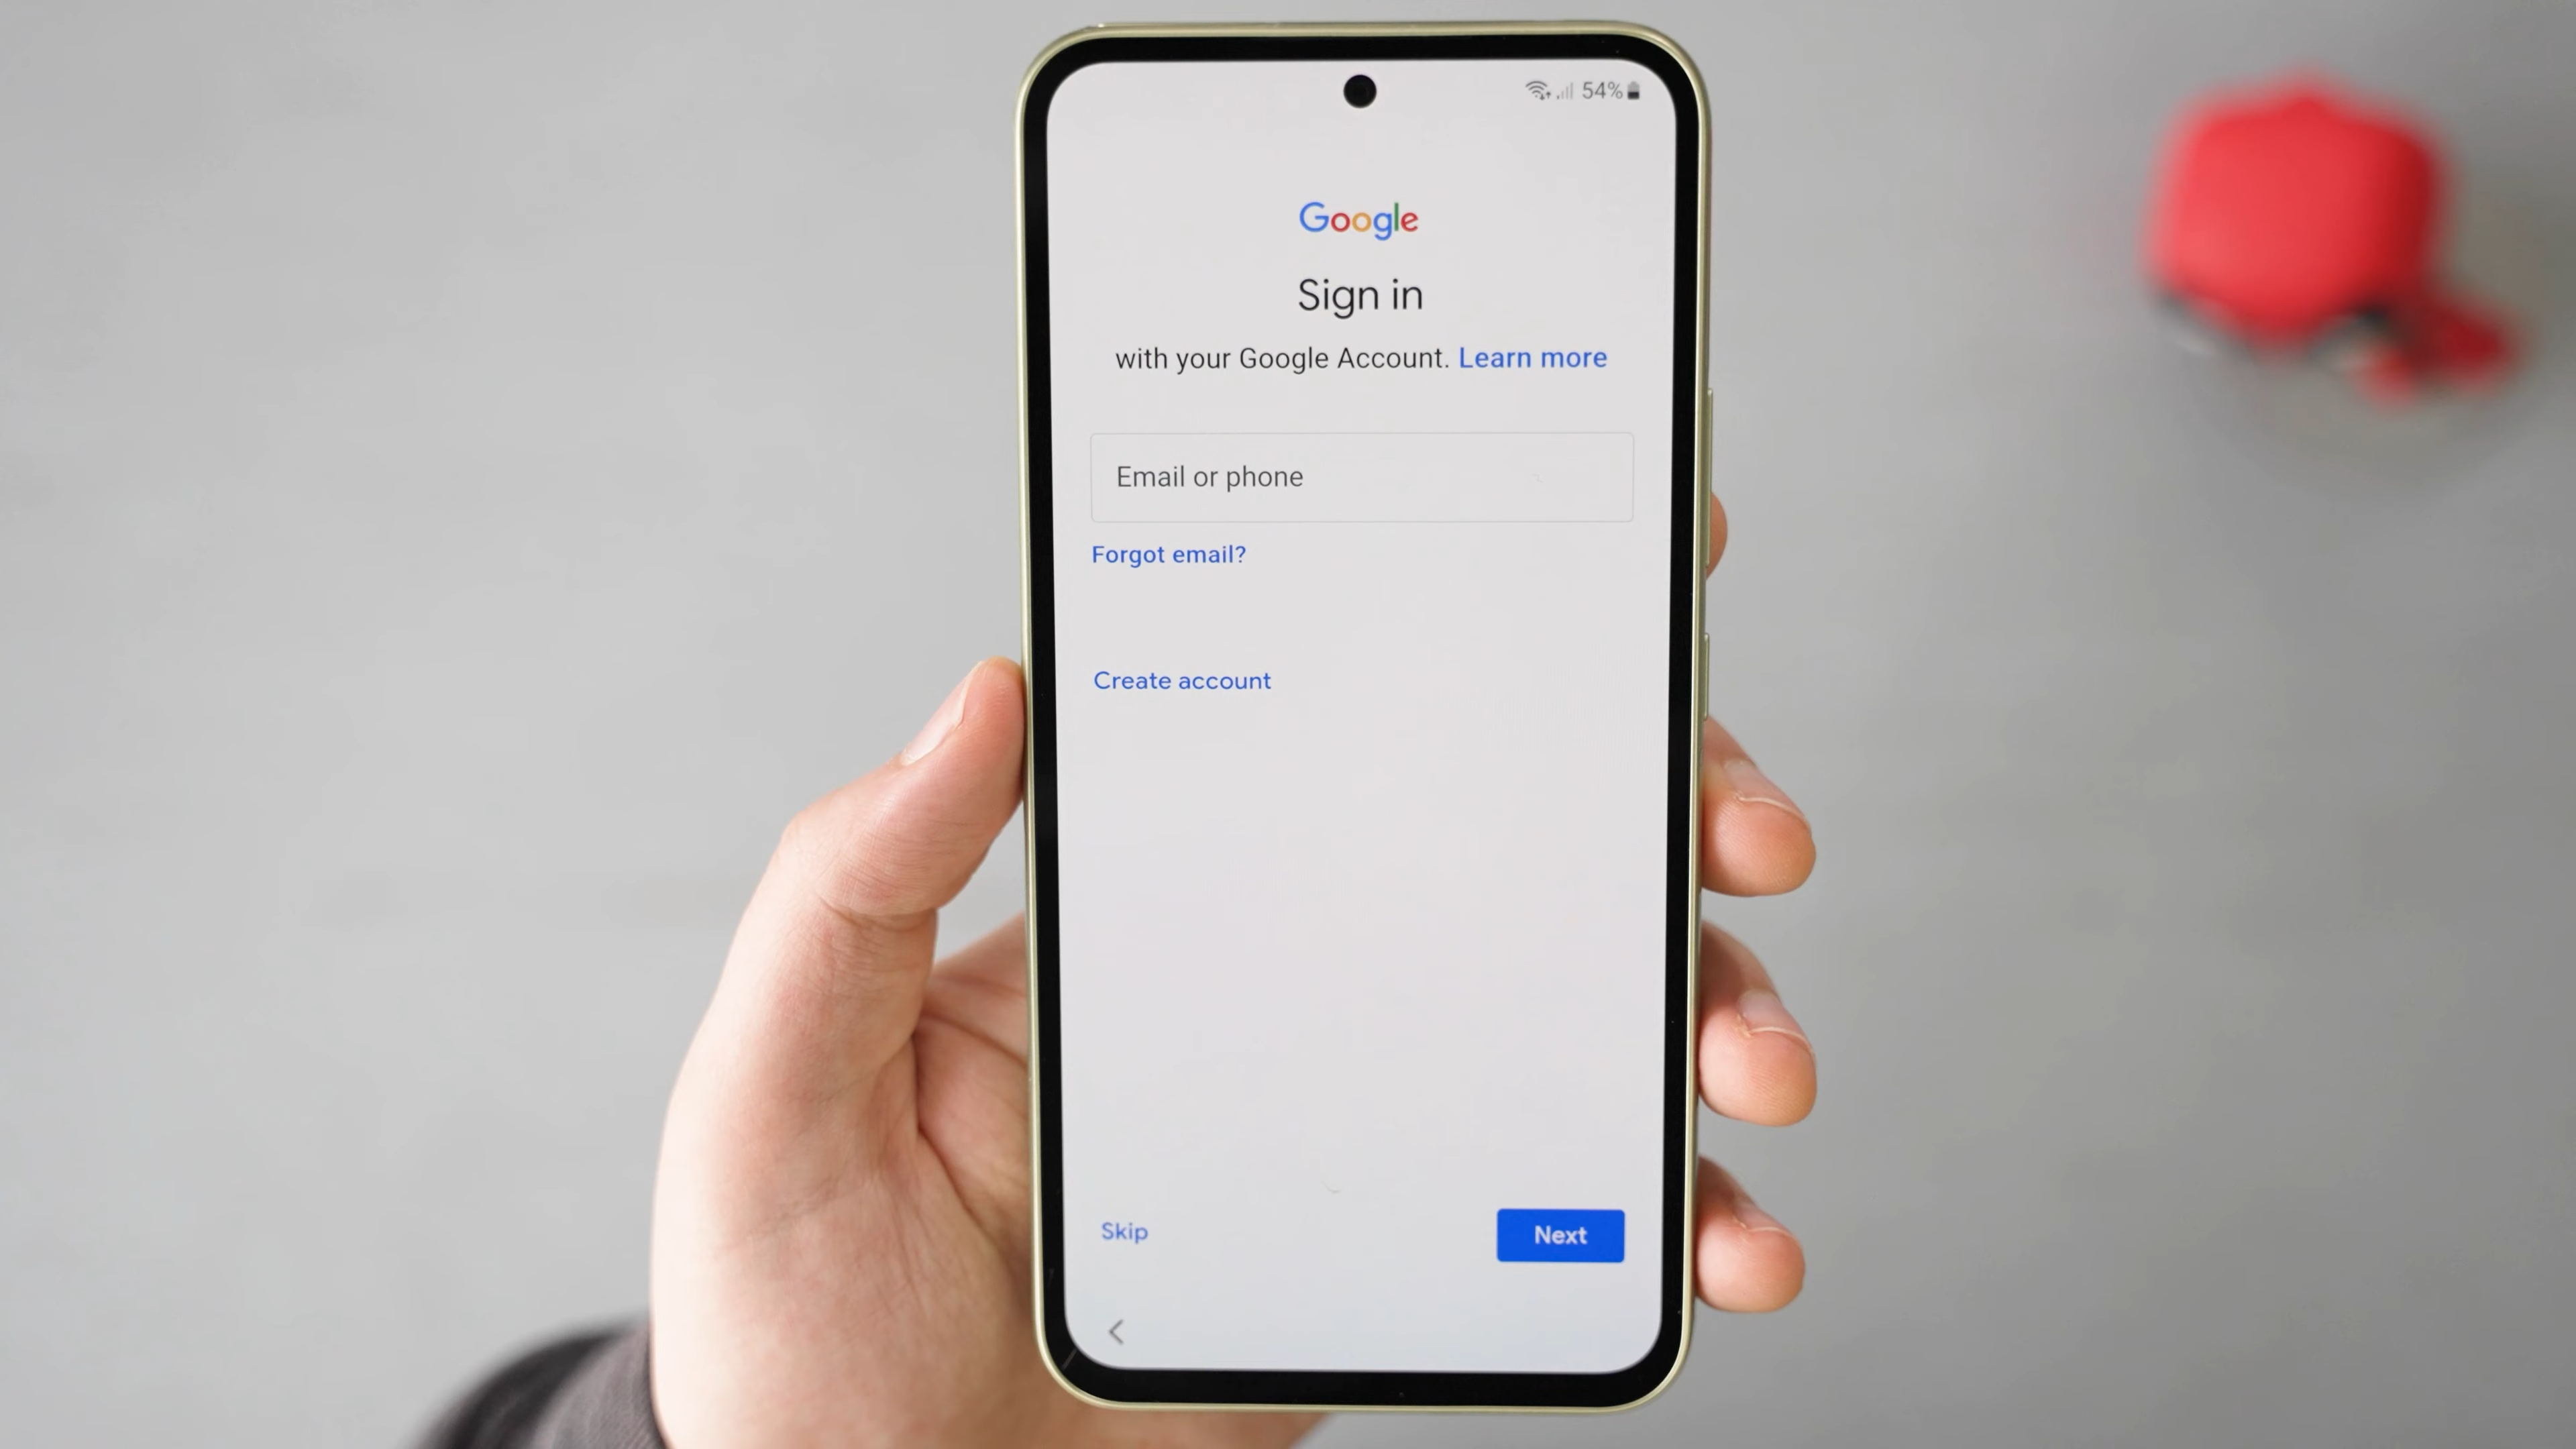 54%
Google
Sign in
with your Google Account. Learn more
Email or phone
Forgot email?
Create account
Skip
Next